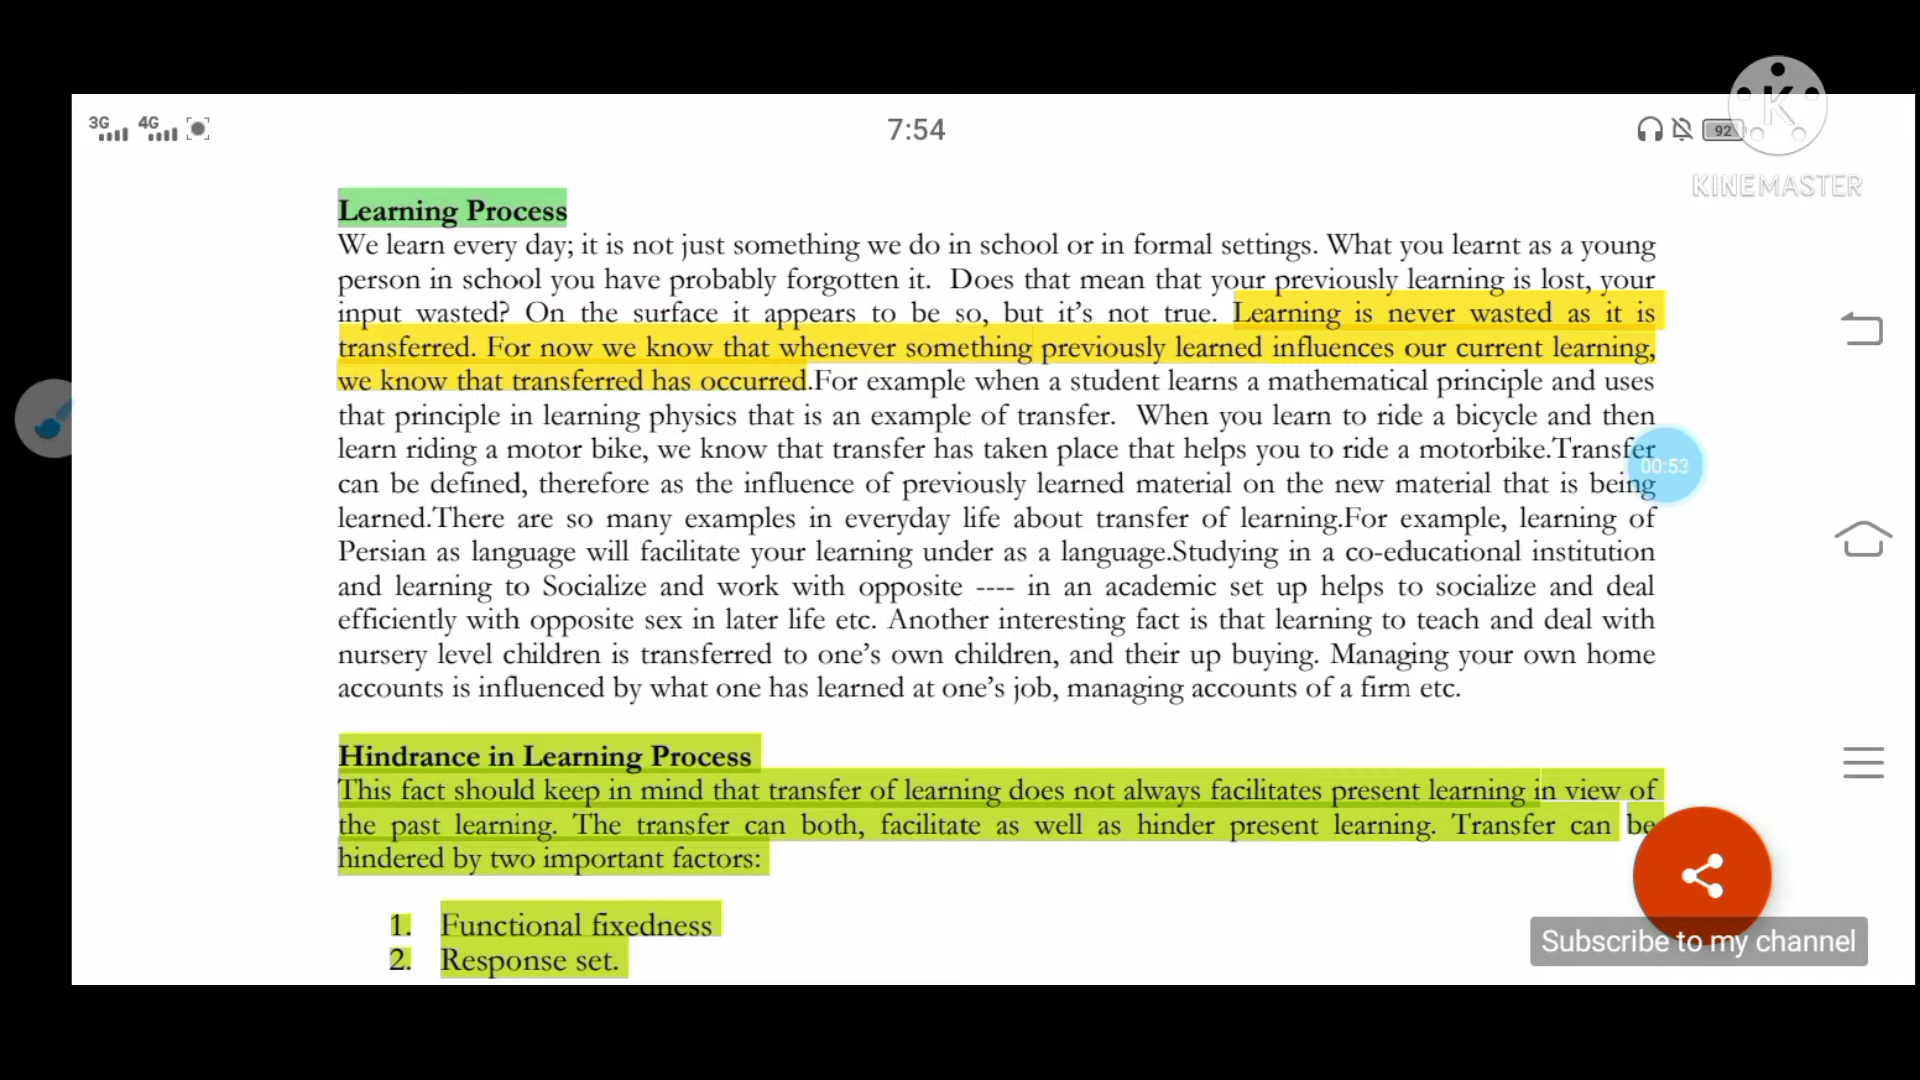 3G 4G 7:54 92
K
KINEMASTER
Learning Process
We learn every day; it is not just something we do in school or in formal settings. What you learnt as a young
person in school you have probably forgotten it. Does that mean that your previously learning is lost, your
input wasted? On the surface it appears to be so, but it’s not true. Learning is never wasted as it is
transferred. For now we know that whenever something previously learned influences our current learning,
we know that transferred has occurred.For example when a student learns a mathematical principle and uses
that principle in learning physics that is an example of transfer. When you learn to ride a bicycle and then
learn riding a motor bike, we know that transfer has taken place that helps you to ride a motorbike.Transfer
00:53
can be defined, therefore as the influence of previously learned material on the new material that is being
learned.There are so many examples in everyday life about transfer of learning.For example, learning of
Persian as language will facilitate your learning under as a language.Studying in a co-educational institution
and learning to Socialize and work with opposite ---- in an academic set up helps to socialize and deal
efficiently with opposite sex in later life etc. Another interesting fact is that learning to teach and deal with
nursery level children is transferred to one’s own children, and their up buying. Managing your own home
accounts is influenced by what one has learned at one’s job, managing accounts of a firm etc.
Hindrance in Learning Process
This fact should keep in mind that transfer of learning does not always facilitates present learning in view of
the past learning. The transfer can both, facilitate as well as hinder present learning. Transfer can be
hindered by two important factors:
1. Functional fixedness
2. Response set.
Subscribe to my channel